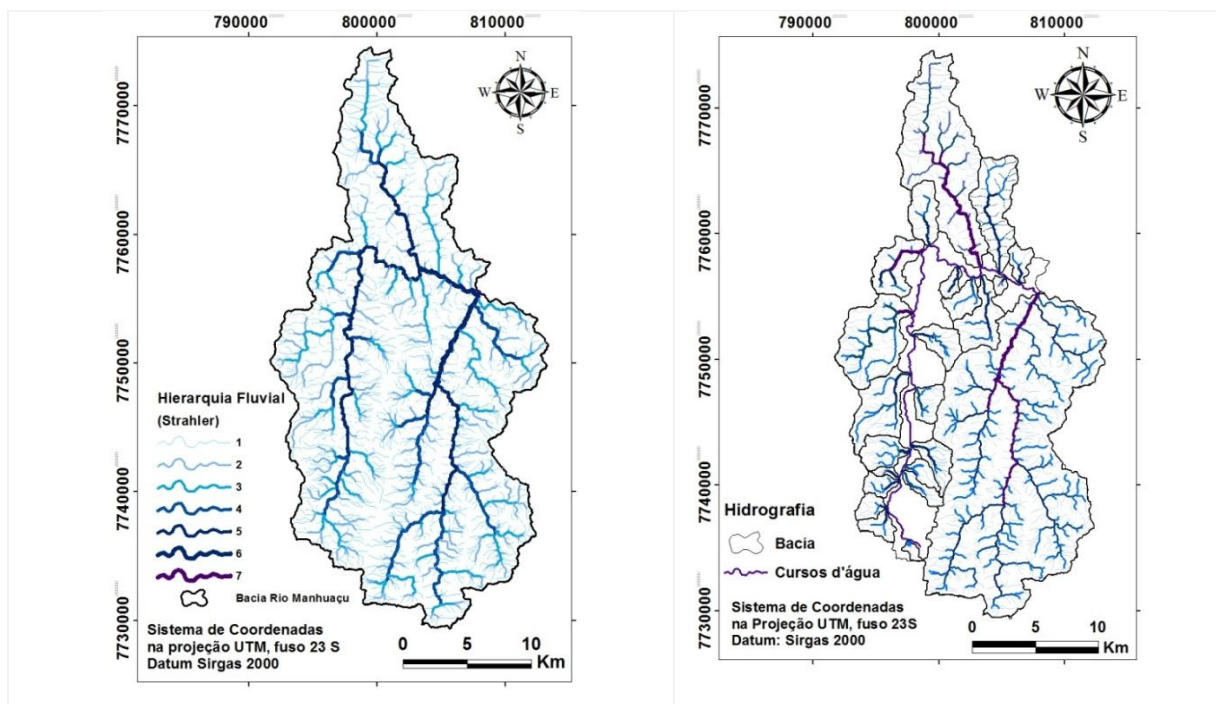 790000 800000 810000
N
W E
S
7770000
7760000
7750000
7740000
7730000
Hierarquia Fluvial
(Strahler)
1
2
3
4
5
6
7
Bacia Rio Manhuaçu
Sistema de Coordenadas
na projeção UTM, fuso 23 S
Datum Sirgas 2000
0 5 10
Km
790000 800000 810000
N
W E
S
7770000
7760000
7750000
7740000
7730000
Hidrografia
Bacia
Cursos d'água
Sistema de Coordenadas
na Projeção UTM, fuso 23S
Datum: Sirgas 2000
0 5 10
Km